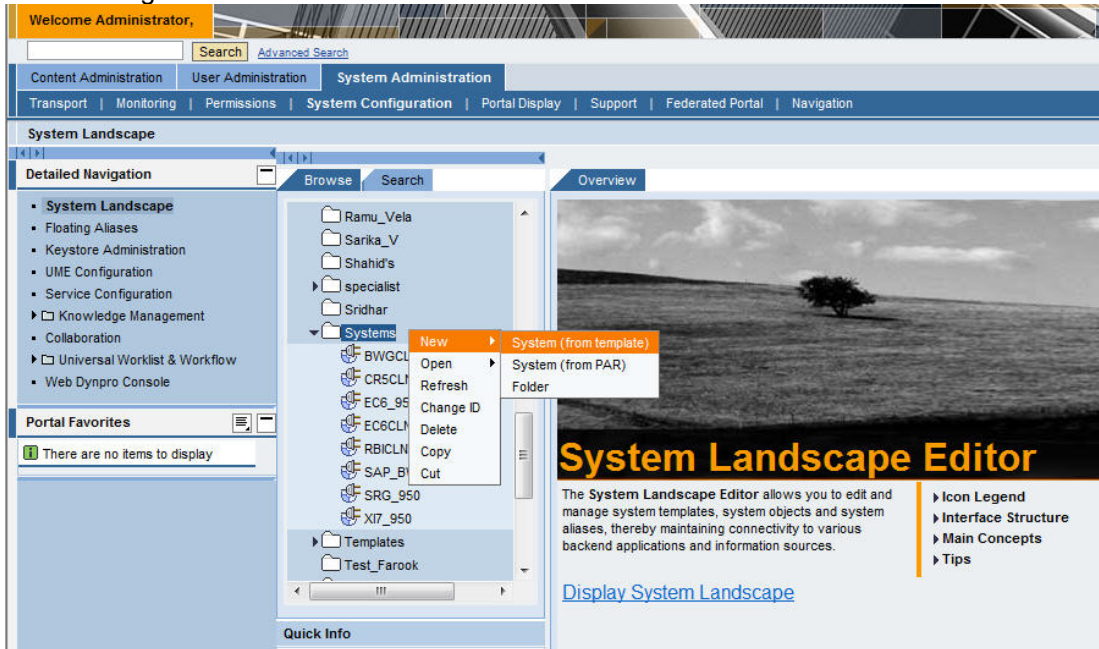 Welcome Administrator,
Search Advanced Search
Content Administration User Administration System Administration
Transport | Monitoring | Permissions | System Configuration | Portal Display | Support | Federated Portal | Navigation
System Landscape
Detailed Navigation
System Landscape
Floating Aliases
Keystore Administration
UME Configuration
Service Configuration
Knowledge Management
Collaboration
Universal Worklist & Workflow
Web Dynpro Console
Portal Favorites
There are no items to display
Browse Search
Ramu_Vela
Sarika_V
Shahid's
specialist
Sridhar
Systems
BWGCL
CR5CLN
EC6_95
EC6CLN
RBICLN
SAP_BW
SRG_950
XI7_950
Templates
Test_Farook
New
Open
Refresh
Change ID
Delete
Copy
Cut
System (from template)
System (from PAR)
Folder
Quick Info
Overview
System Landscape Editor
The System Landscape Editor allows you to edit and
manage system templates, system objects and system
aliases, thereby maintaining connectivity to various
backend applications and information sources.
Icon Legend
Interface Structure
Main Concepts
Tips
Display System Landscape